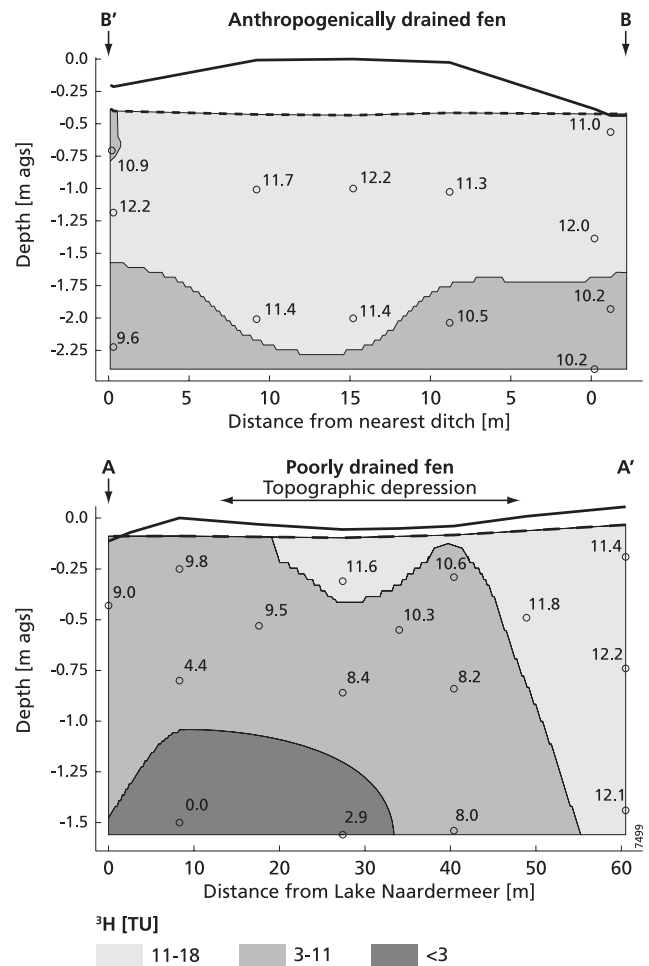 Anthropogenically drained fen
B' B
Depth [m ags]
0.0
-0.25
-0.5
-0.75
-1.0
-1.25
-1.5
-1.75
-2.0
-2.25
11.0
10.9
11.7 12.2 11.3
12.2
12.0
11.4 11.4 10.5 10.2
9.6
10.2
0 5 10 15 10 5 0
Distance from nearest ditch [m]
A Poorly drained fen A'
Topographic depression
Depth [m ags]
0.0
-0.25
-0.5
-0.75
-1.0
-1.25
-1.5
9.8 11.6 10.6 11.4
9.0
9.5 10.3 11.8
4.4 8.4 8.2 12.2
0.0 2.9 8.0 12.1
7499
0 10 20 30 40 50 60
Distance from Lake Naardermeer [m]
³H [TU]
11-18 3-11 <3